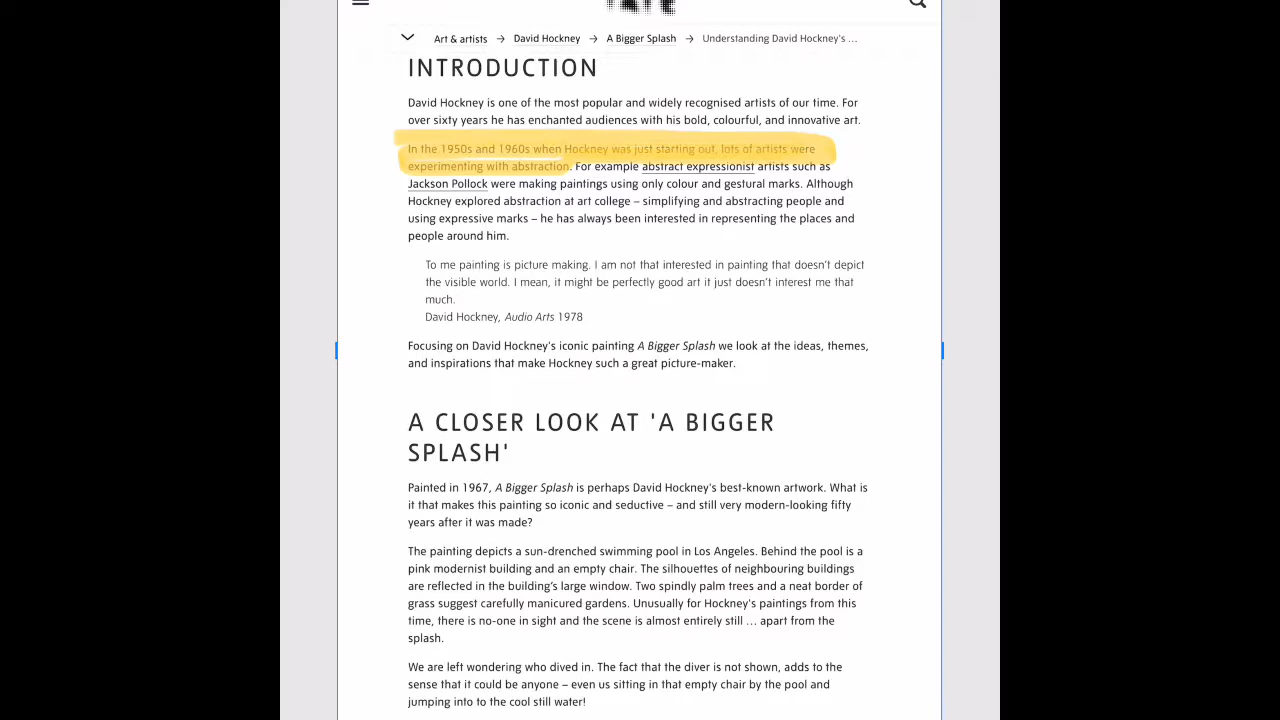 Art & artists → David Hockney → A Bigger Splash → Understanding David Hockney's ...
INTRODUCTION
David Hockney is one of the most popular and widely recognised artists of our time. For
over sixty years he has enchanted audiences with his bold, colourful, and innovative art.
In the 1950s and 1960s when Hockney was just starting out, lots of artists were
experimenting with abstraction. For example abstract expressionist artists such as
Jackson Pollock were making paintings using only colour and gestural marks. Although
Hockney explored abstraction at art college – simplifying and abstracting people and
using expressive marks – he has always been interested in representing the places and
people around him.
To me painting is picture making. I am not that interested in painting that doesn't depict
the visible world. I mean, it might be perfectly good art it just doesn't interest me that
much.
David Hockney, Audio Arts 1978
Focusing on David Hockney's iconic painting A Bigger Splash we look at the ideas, themes,
and inspirations that make Hockney such a great picture-maker.
A CLOSER LOOK AT 'A BIGGER
SPLASH'
Painted in 1967, A Bigger Splash is perhaps David Hockney's best-known artwork. What is
it that makes this painting so iconic and seductive – and still very modern-looking fifty
years after it was made?
The painting depicts a sun-drenched swimming pool in Los Angeles. Behind the pool is a
pink modernist building and an empty chair. The silhouettes of neighbouring buildings
are reflected in the building's large window. Two spindly palm trees and a neat border of
grass suggest carefully manicured gardens. Unusually for Hockney's paintings from this
time, there is no-one in sight and the scene is almost entirely still ... apart from the
splash.
We are left wondering who dived in. The fact that the diver is not shown, adds to the
sense that it could be anyone – even us sitting in that empty chair by the pool and
jumping into to the cool still water!